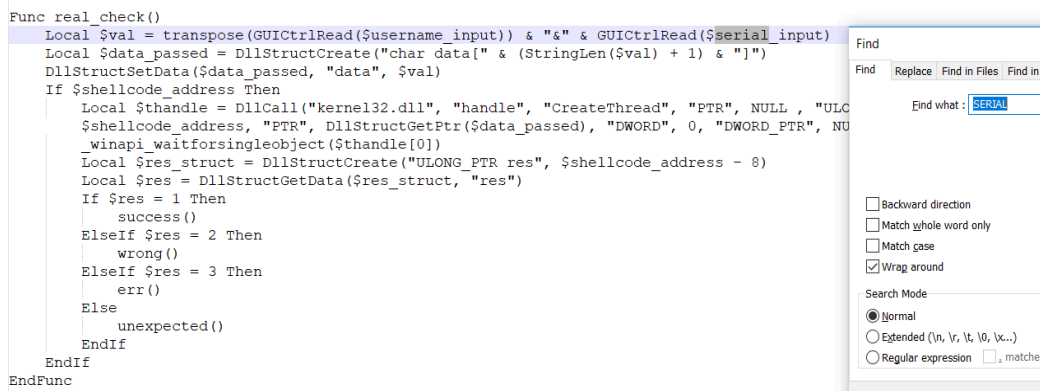 Func real_check()
Local $val = transpose(GUICtrlRead($username_input)) & "&" & GUICtrlRead($serial_input)
Local $data_passed = DllStructCreate("char data[" & (StringLen($val) + 1) & "]")
DllStructSetData($data_passed, "data", $val)
If $shellcode_address Then
Local $thandle = DllCall("kernel32.dll", "handle", "CreateThread", "PTR", NULL , "ULO
$shellcode_address, "PTR", DllStructGetPtr($data_passed), "DWORD", 0, "DWORD_PTR", NU
_winapi_waitforsingleobject($thandle[0])
Local $res_struct = DllStructCreate("ULONG_PTR res", $shellcode_address - 8)
Local $res = DllStructGetData($res_struct, "res")
If $res = 1 Then
success()
ElseIf $res = 2 Then
wrong()
ElseIf $res = 3 Then
err()
Else
unexpected()
EndIf
EndIf
EndFunc
Find
Find Replace Find in Files Find in
Find what : SERIAL
Backward direction
Match whole word only
Match case
Wrap around
Search Mode
Normal
Extended (\n, \r, \t, \0, \x...)
Regular expression . matche